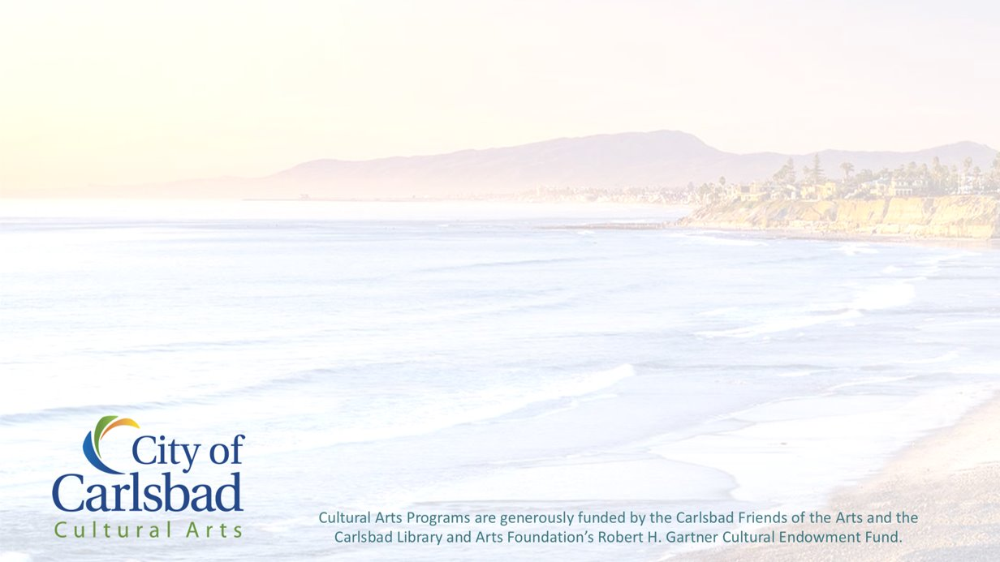 City of
Carlsbad
Cultural Arts
Cultural Arts Programs are generously funded by the Carlsbad Friends of the Arts and the
Carlsbad Library and Arts Foundation’s Robert H. Gartner Cultural Endowment Fund.